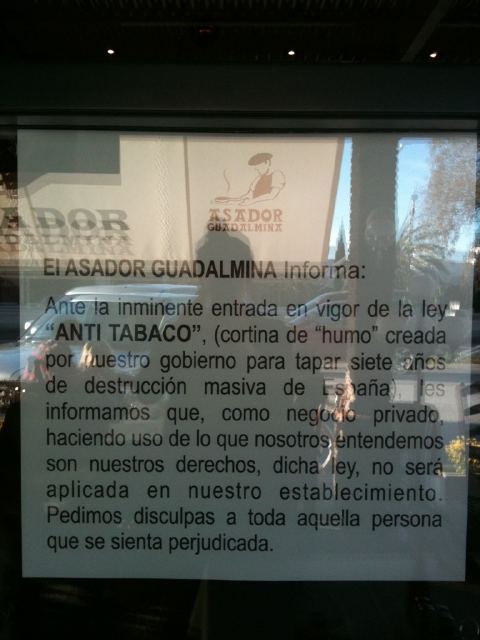 ASADOR
GUADALMINA
ADOR
GUADALMINA
El ASADOR GUADALMINA Informa:
Ante la inminente entrada en vigor de la ley
“ANTI TABACO”, (cortina de “humo” creada
por nuestro gobierno para tapar siete años
de destrucción masiva de España), les
informamos que, como negocio privado,
haciendo uso de lo que nosotros entendemos
son nuestros derechos, dicha ley, no será
aplicada en nuestro establecimiento.
Pedimos disculpas a toda aquella persona
que se sienta perjudicada.